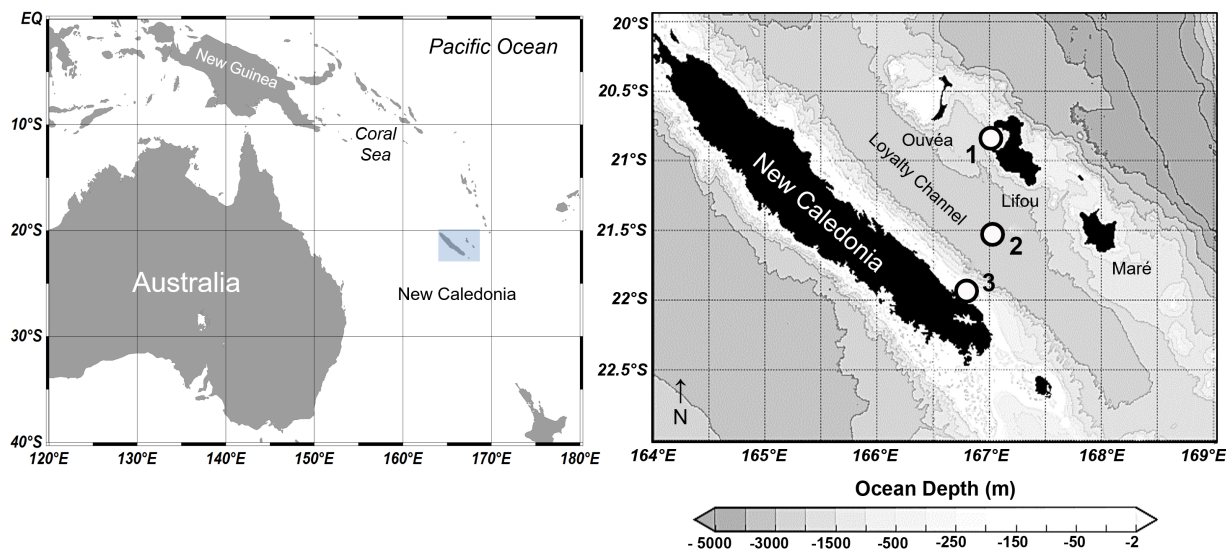 EQ
10°S
20°S
30°S
40°S
120°E 130°E 140°E 150°E 160°E 170°E 180°E
Pacific Ocean
New Guinea
Coral
Sea
Australia
New Caledonia
20°S
20.5°S
21°S
21.5°S
22°S
22.5°S
164°E 165°E 166°E 167°E 168°E 169°E
Ouvéa
1
Loyalty Channel
Lifou
New Caledonia
2
Maré
3
N
Ocean Depth (m)
- 5000 -3000 -1500 -500 -250 -150 -50 -2